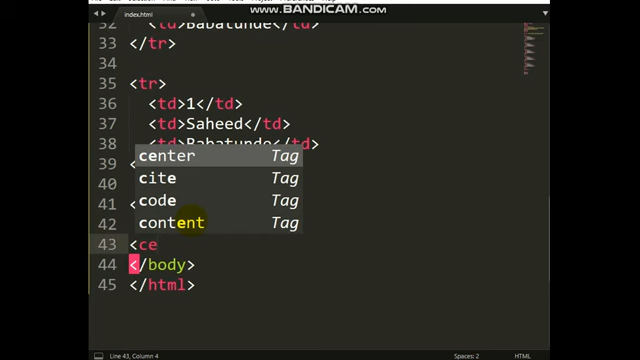 WWW.BANDICAM.COM
index.html
32 <td>Babatunde</td>
33 </tr>
34
35 <tr>
36 <td>1</td>
37 <td>Saheed</td>
38 <td>Babatunde</td>
39 <
center Tag
40
cite Tag
41 <
code Tag
42
content Tag
43 <ce
44 </body>
45 </html>
Line 43, Column 4
Spaces: 2
HTML